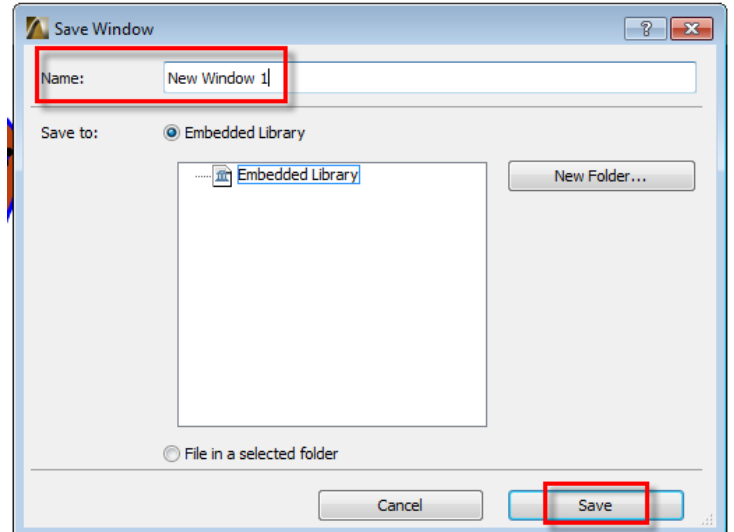 Save Window
Name: New Window 1
Save to: Embedded Library
Embedded Library
New Folder...
File in a selected folder
Cancel Save